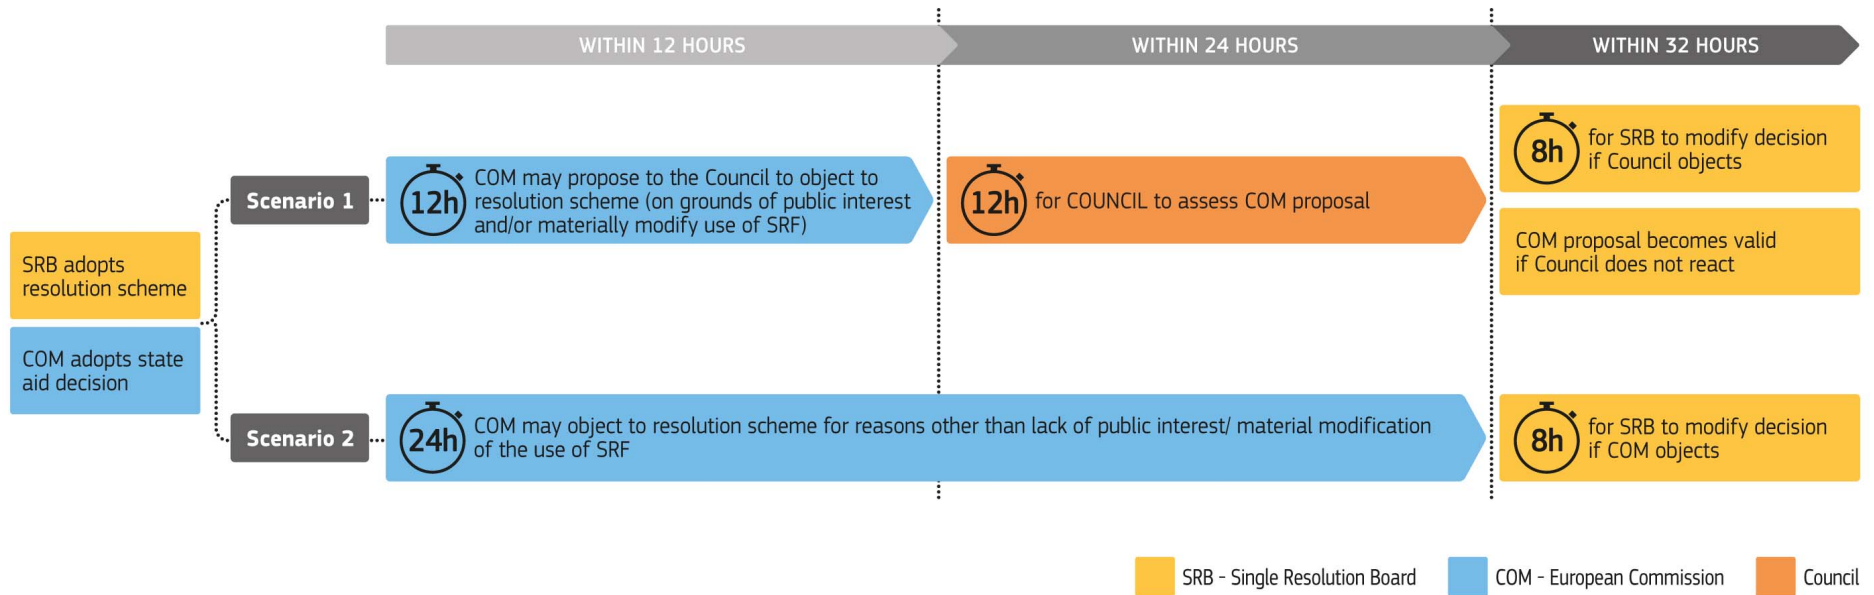 WITHIN 12 HOURS
WITHIN 24 HOURS
WITHIN 32 HOURS
SRB adopts
resolution scheme
COM adopts state
aid decision
Scenario 1
12h
COM may propose to the Council to object to
resolution scheme (on grounds of public interest
and/or materially modify use of SRF)
12h
for COUNCIL to assess COM proposal
8h
for SRB to modify decision
if Council objects
COM proposal becomes valid
if Council does not react
Scenario 2
24h
COM may object to resolution scheme for reasons other than lack of public interest/ material modification
of the use of SRF
8h
for SRB to modify decision
if COM objects
SRB - Single Resolution Board
COM - European Commission
Council